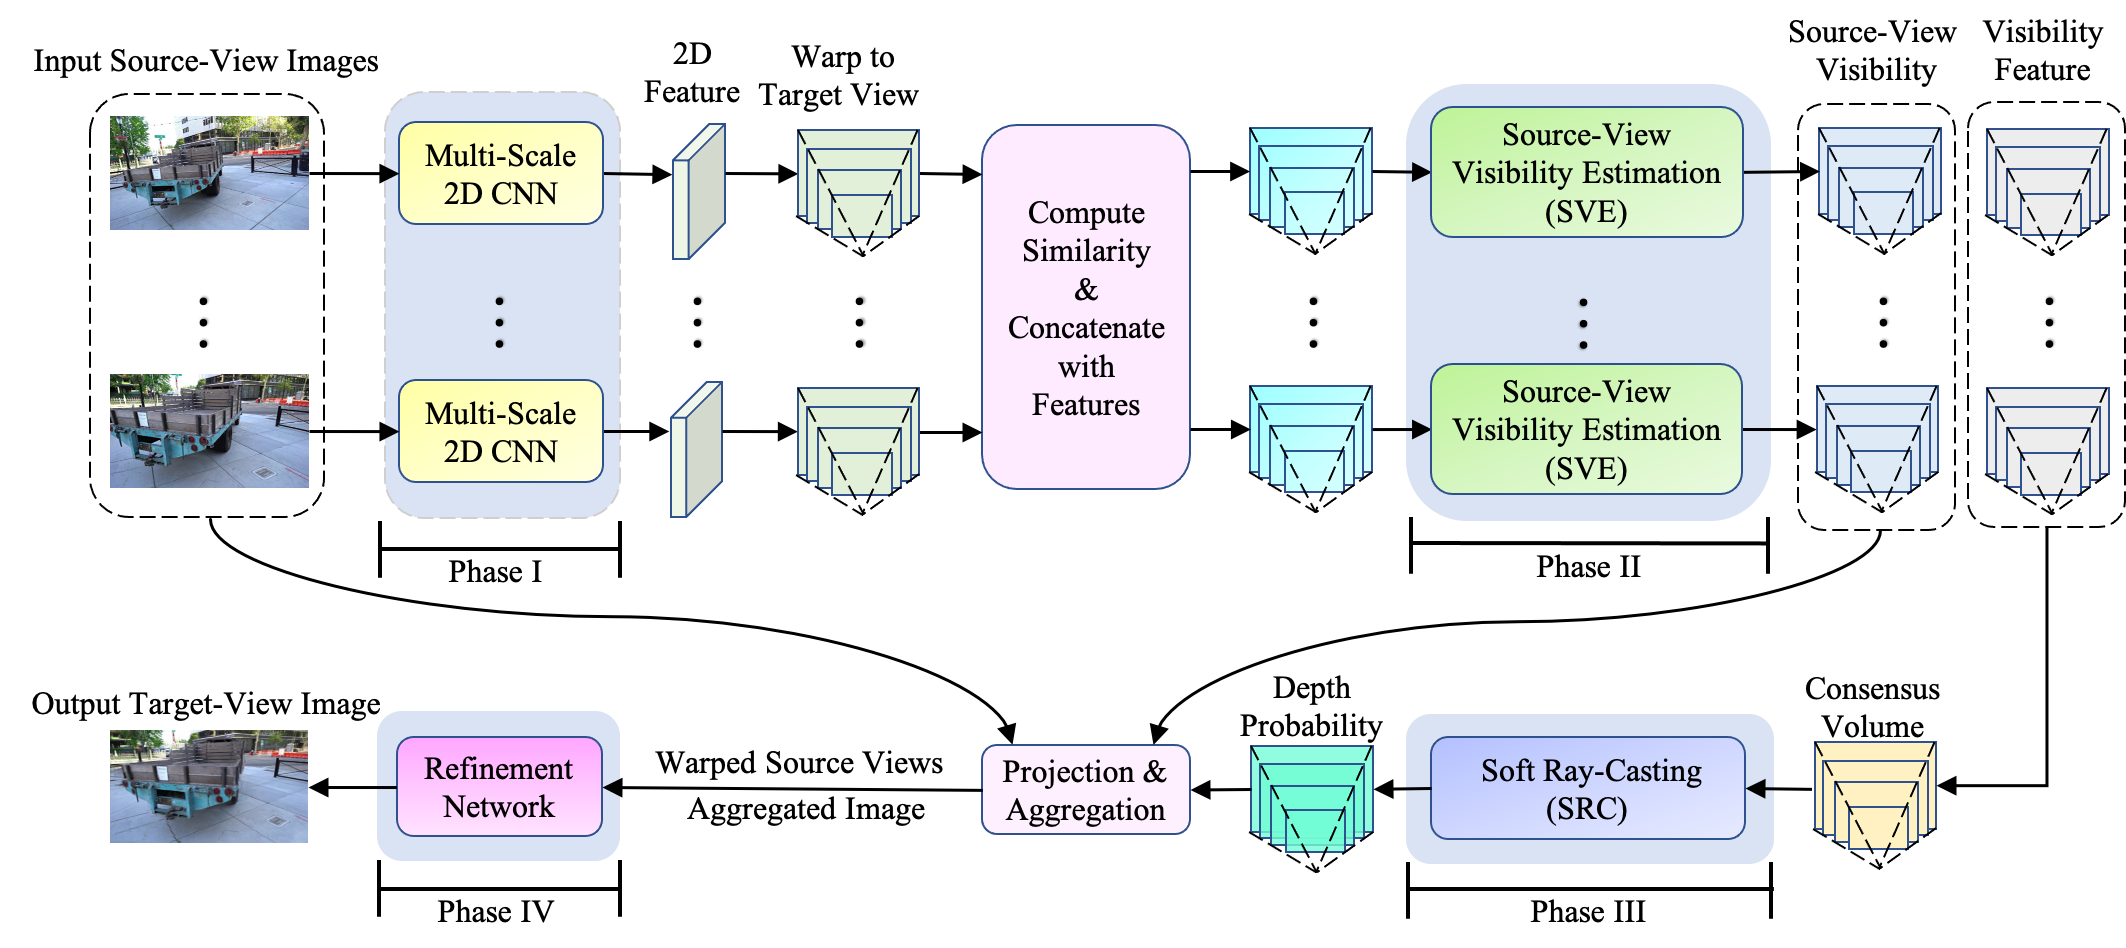 Input Source-View Images
2D
Feature
Warp to
Target View
Source-View
Visibility
Visibility
Feature
Multi-Scale
2D CNN
Compute
Similarity
&
Concatenate
with
Features
Source-View
Visibility Estimation
(SVE)
Multi-Scale
2D CNN
Source-View
Visibility Estimation
(SVE)
Phase I
Phase II
Output Target-View Image
Refinement
Network
Warped Source Views
Aggregated Image
Projection &
Aggregation
Depth
Probability
Soft Ray-Casting
(SRC)
Consensus
Volume
Phase IV
Phase III